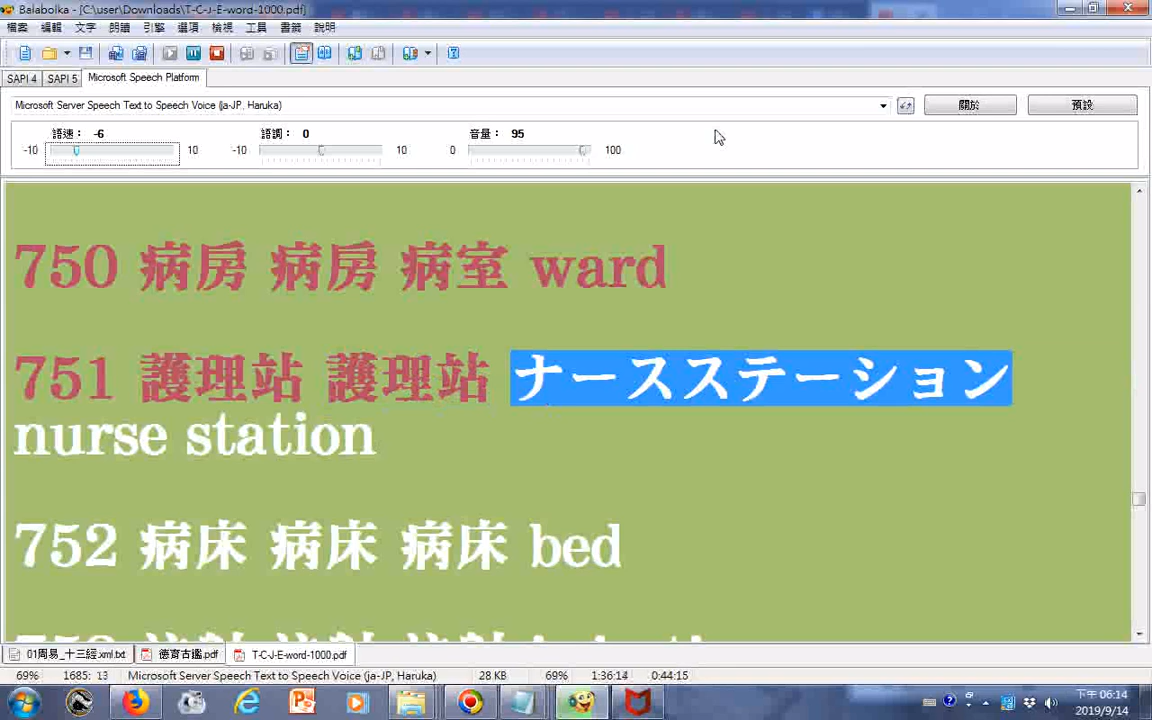 Balabolka - [C:\user\Downloads\T-C-J-E-word-1000.pdf]
檔案 編輯 文字 朗讀 引擎 選項 檢視 工具 書籤 說明
SAPI 4 SAPI 5 Microsoft Speech Platform
Microsoft Server Speech Text to Speech Voice (ja-JP, Haruka) 關於 預設
語速： -6 語調： 0 音量： 95
-10 10 -10 10 0 100
750 病房 病房 病室 ward
751 護理站 護理站 ナースステーション
nurse station
752 病床 病床 病床 bed
01周易_十三經.xml.txt 德育古鑑.pdf T-C-J-E-word-1000.pdf
69% 1685: 13 Microsoft Server Speech Text to Speech Voice (ja-JP, Haruka) 28 KB 69% 1:36:14 0:44:15
下午 06:14
2019/9/14